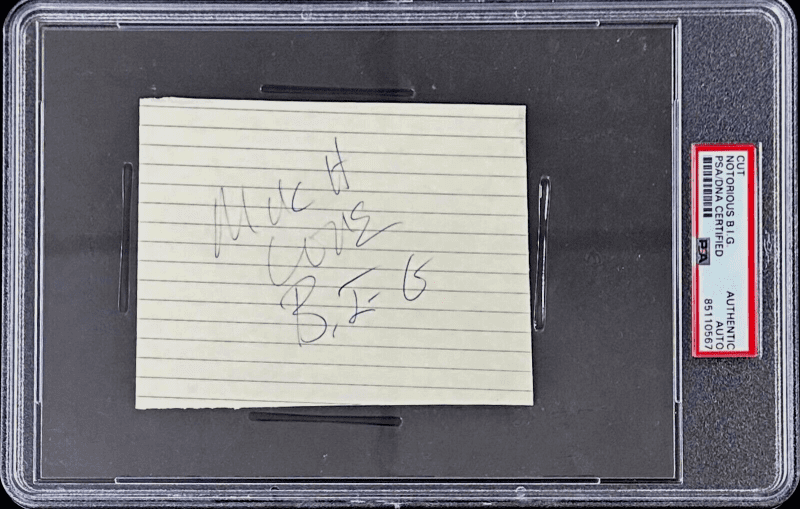 MUCH
LOVE
B.I.G
CUT
NOTORIOUS B.I.G.
PSA/DNA CERTIFIED
PSA
AUTHENTIC
AUTO
85110567